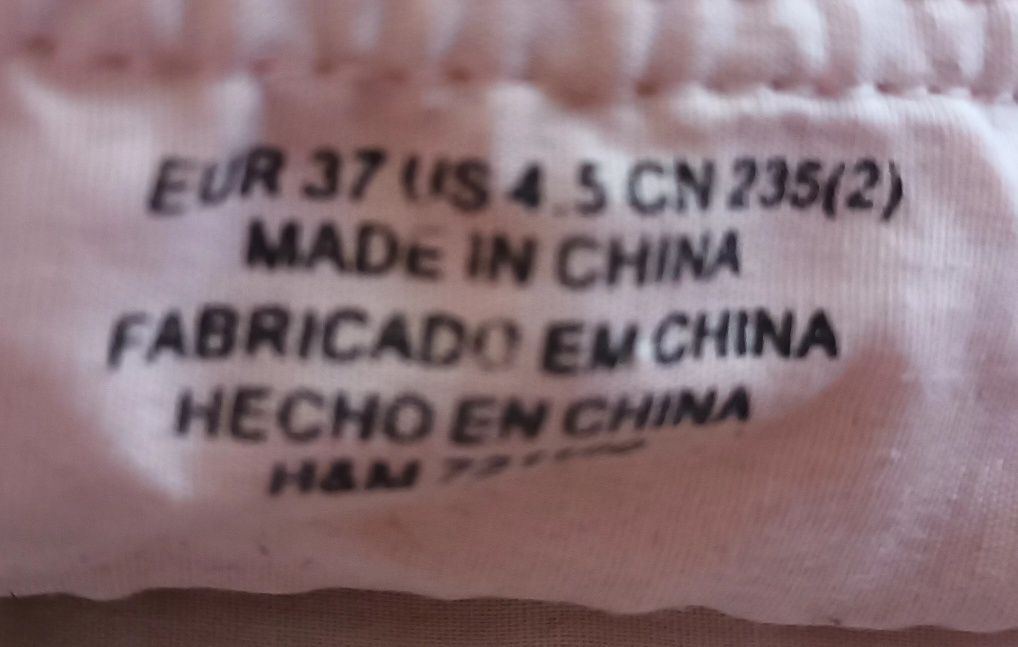 EUR 37 US 4.5 CN 235(2)
MADE IN CHINA
FABRICADO EM CHINA
HECHO EN CHINA
H&M